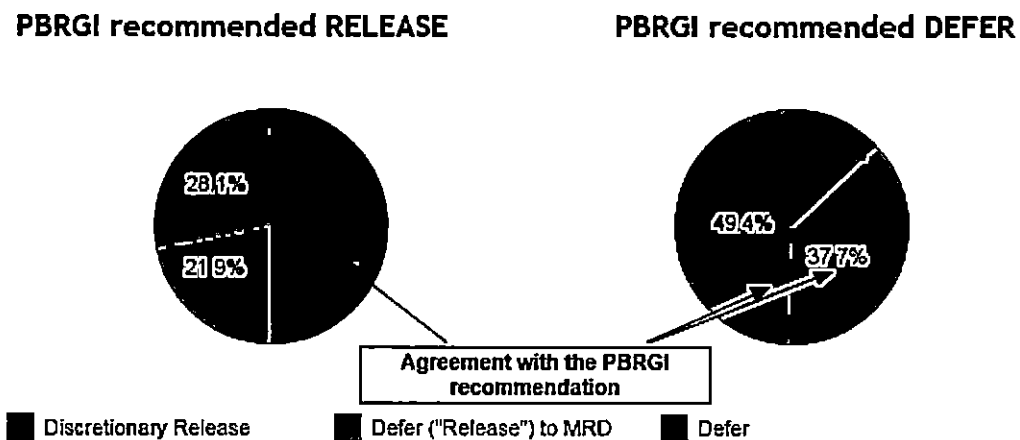 PBRGI recommended RELEASE
PBRGI recommended DEFER
28.1%
21 9%
49.4%
37 7%
Agreement with the PBRGI
recommendation
Discretionary Release
Defer ("Release") to MRD
Defer